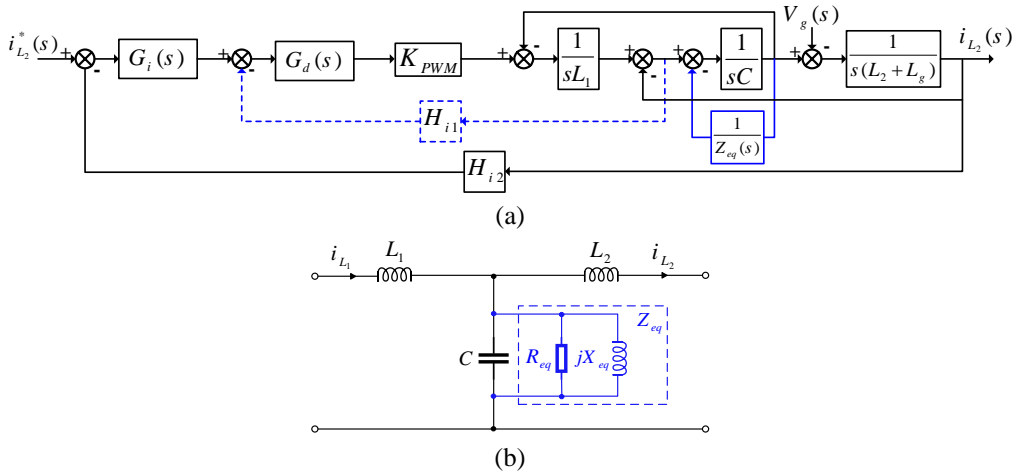 i*L2(s) + - Gi(s) + - Gd(s) KPWM + - 1/sL1 + - + - 1/sC Vg(s) + - - 1/s(L2+Lg) iL2(s)
Hi1
1/Zeq(s)
Hi2
(a)
iL1 L1 L2 iL2
Zeq
C Req jXeq
(b)